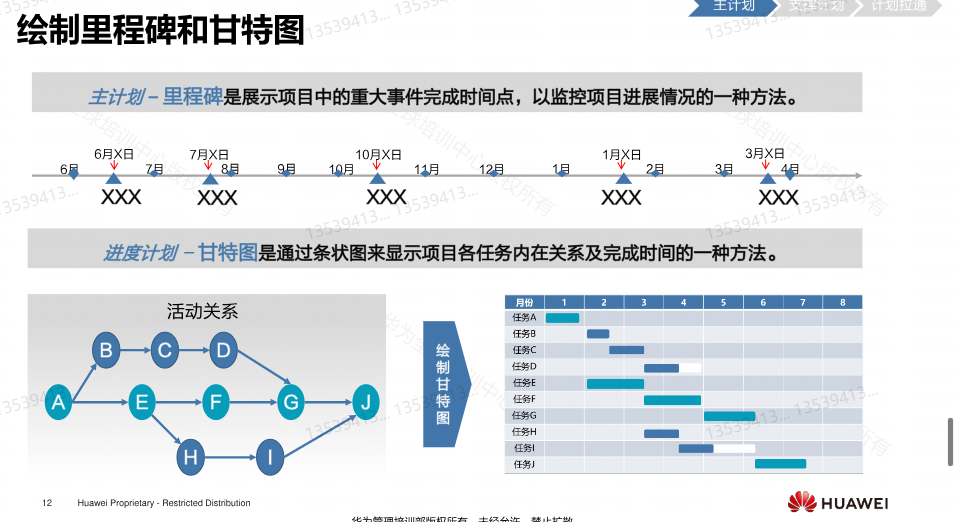 主计划
支撑计划
计划拉通
绘制里程碑和甘特图
主计划 – 里程碑是展示项目中的重大事件完成时间点，以监控项目进展情况的一种方法。
6月X日 7月X日 10月X日 1月X日 3月X日
6月 7月 8月 9月 10月 11月 12月 1月 2月 3月 4月
XXX XXX XXX XXX XXX
进度计划 – 甘特图是通过条状图来显示项目各任务内在关系及完成时间的一种方法。
活动关系
B C D
A E F G J
H I
绘制甘特图
月份 1 2 3 4 5 6 7 8
任务A
任务B
任务C
任务D
任务E
任务F
任务G
任务H
任务I
任务J
12 Huawei Proprietary - Restricted Distribution
HUAWEI
华为管理培训部版权所有，未经允许，禁止扩散
13539413...